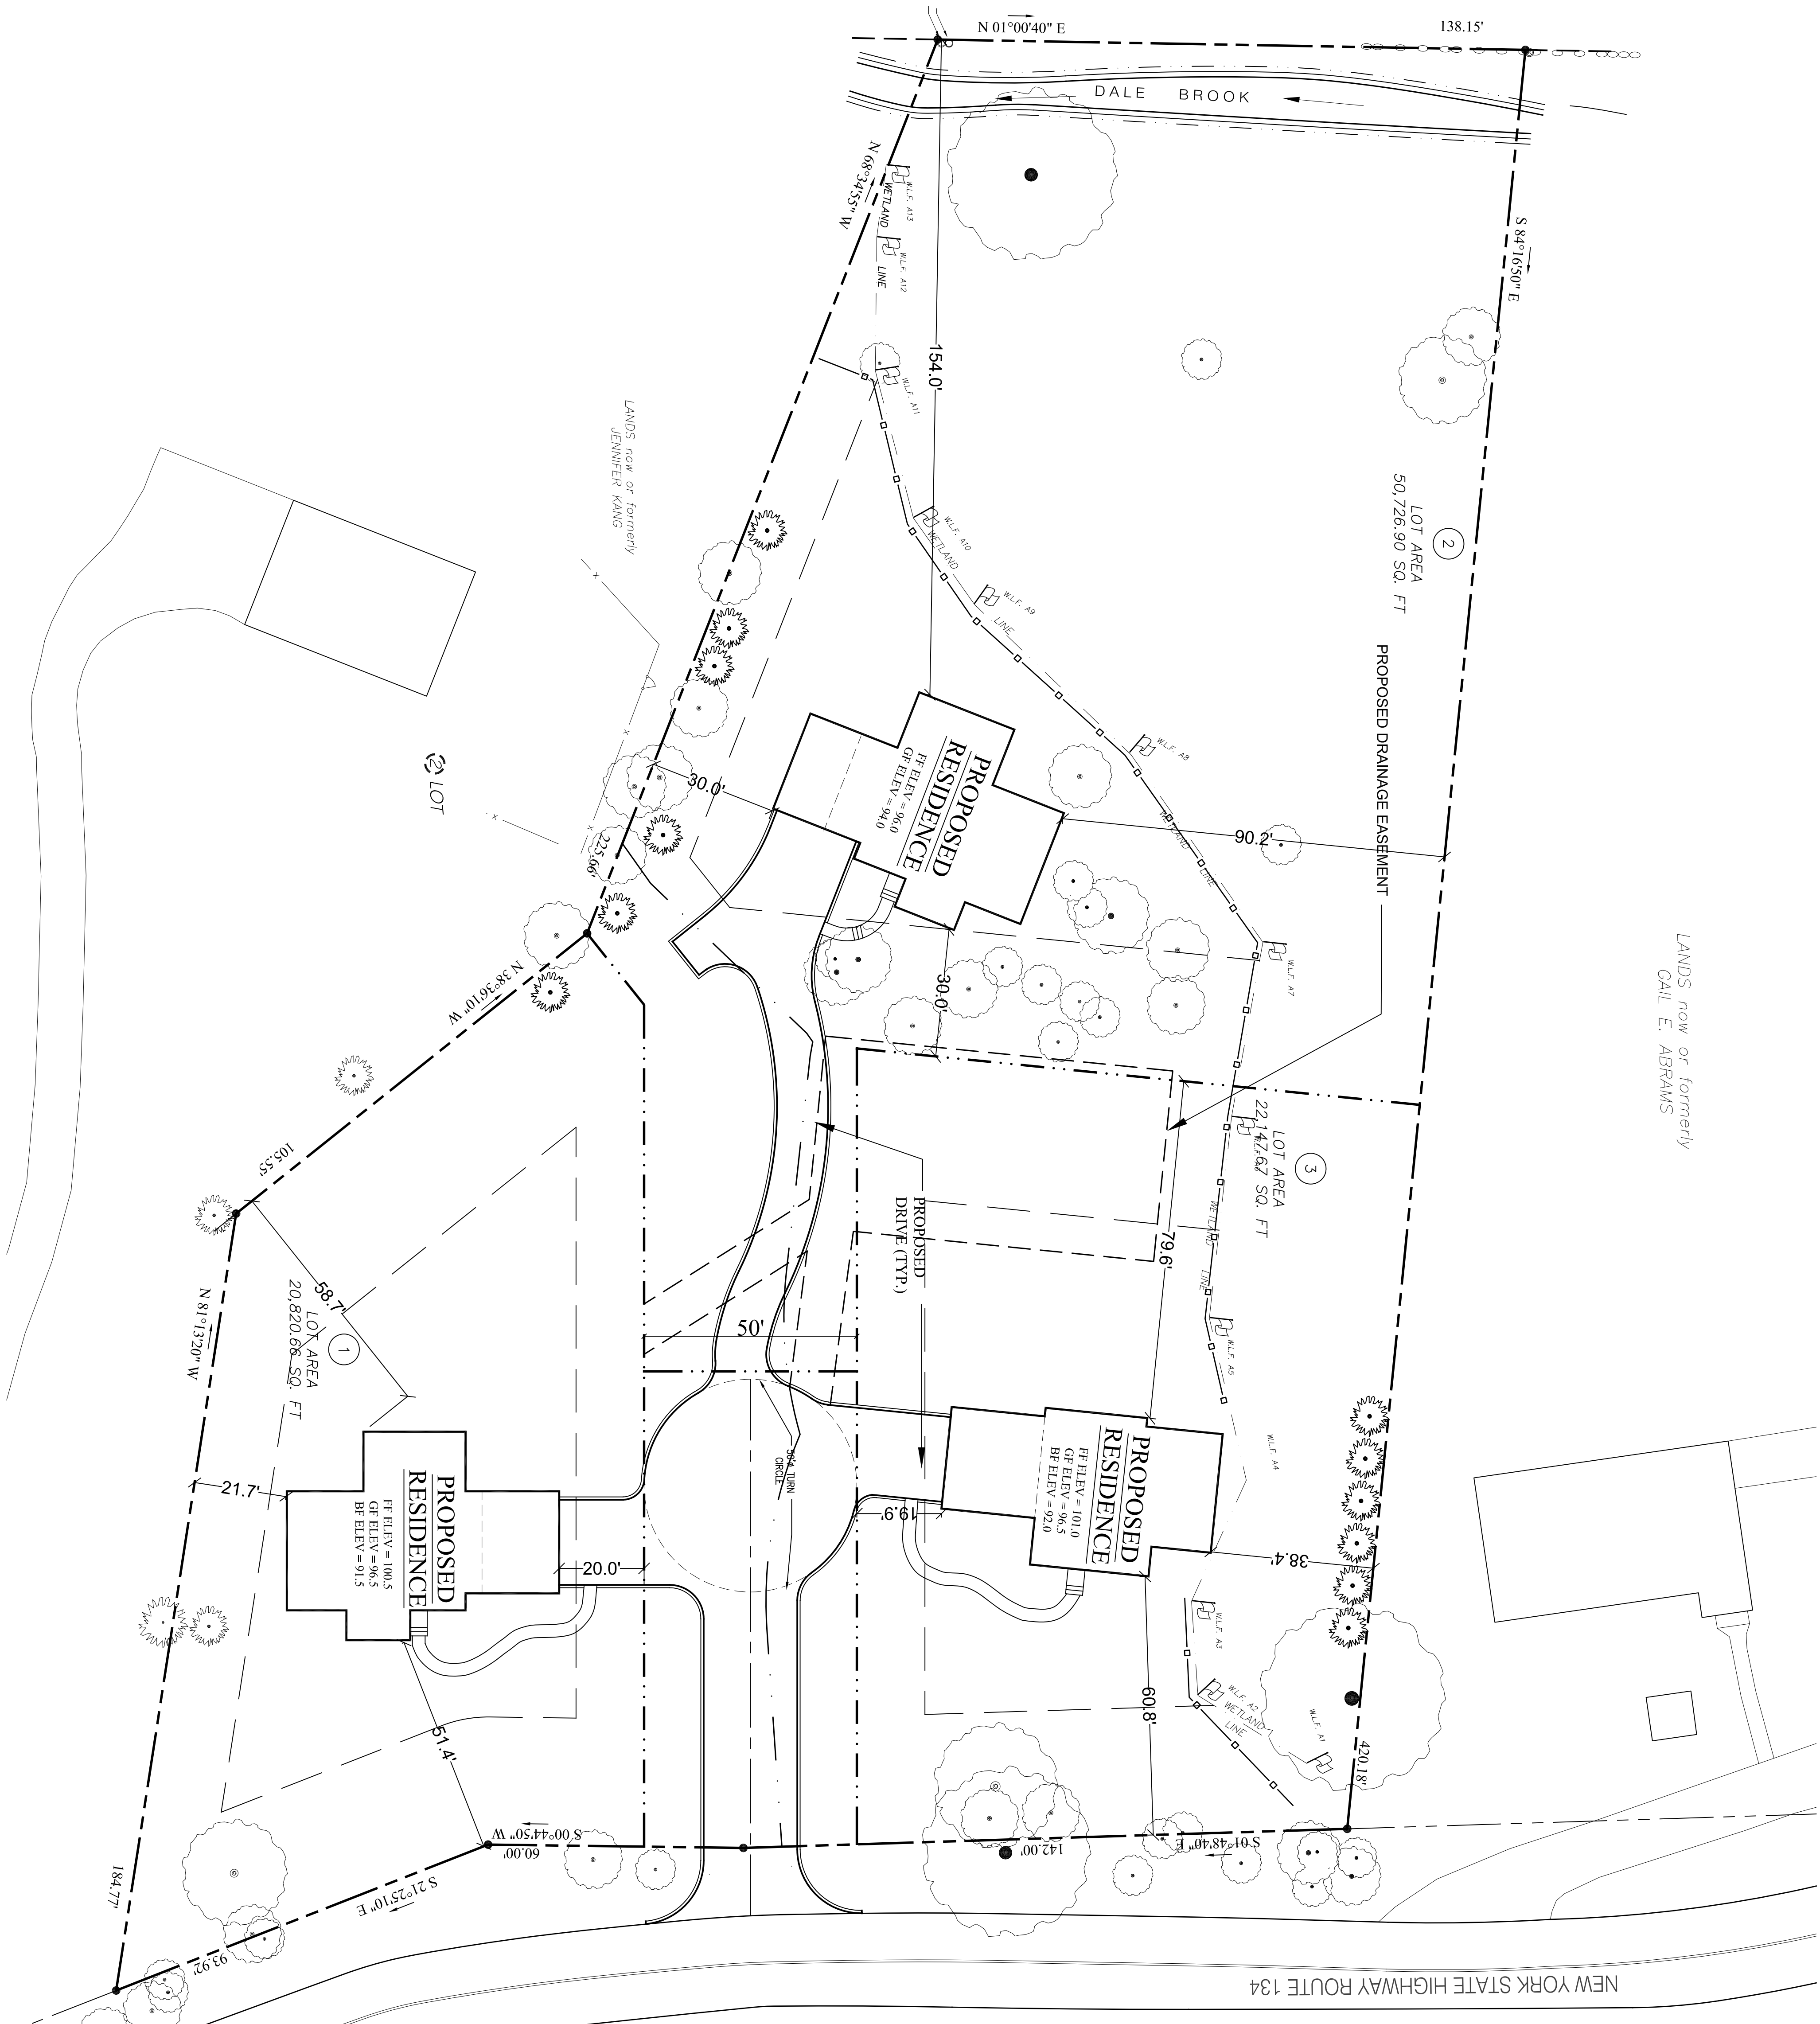 N 01°00'40" E
138.15'
DALE BROOK
N 68°34'55" W
W.L.F. A13
WETLAND
W.L.F. A12
LINE
S 84°16'50" E
154.0'
W.L.F. A11
LANDS now or formerly
JENNIFER KANG
2
LOT AREA
50,726.90 SQ. FT
W.L.F. A10
WETLAND
W.L.F. A9
LINE
PROPOSED DRAINAGE EASEMENT
W.L.F. A8
PROPOSED
RESIDENCE
FF ELEV = 96.0
GF ELEV = 94.0
30.0'
2 LOT
225.66'
90.2'
WETLAND
LINE
W.L.F. A7
LANDS now or formerly
GAIL E. ABRAMS
N 38°36'10" W
30.0'
3
LOT AREA
22,147.67 SQ. FT
105.55'
PROPOSED
DRIVE (TYP.)
WETLAND
79.6'
LINE
58.7'
N 81°13'20" W
1
LOT AREA
20,820.66 SQ. FT
50'
W.L.F. A5
W.L.F. A4
50'⌀ TURN
CIRCLE
PROPOSED
RESIDENCE
FF ELEV = 101.0
GF ELEV = 96.5
BF ELEV = 92.0
21.7'
PROPOSED
RESIDENCE
FF ELEV = 100.5
GF ELEV = 96.5
BF ELEV = 91.5
19.9'
20.0'
38.4'
W.L.F. A3
60.8'
W.L.F. A2
WETLAND
LINE
W.L.F. A1
51.4'
420.18'
S 00°44'50" W
60.00'
142.00'
S 01°48'40" E
184.77'
S 21°25'10" E
93.92'
NEW YORK STATE HIGHWAY ROUTE 134